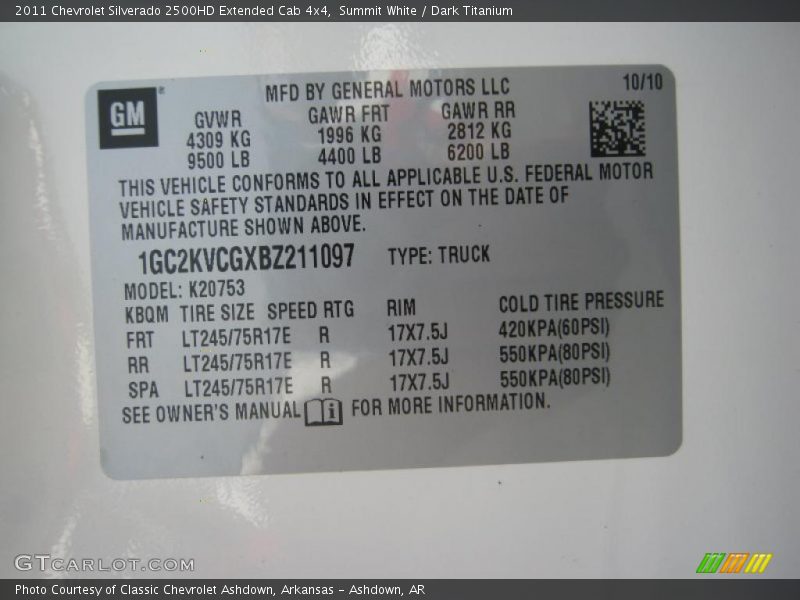 2011 Chevrolet Silverado 2500HD Extended Cab 4x4, Summit White / Dark Titanium
GM
MFD BY GENERAL MOTORS LLC 10/10
GVWR GAWR FRT GAWR RR
4309 KG 1996 KG 2812 KG
9500 LB 4400 LB 6200 LB
THIS VEHICLE CONFORMS TO ALL APPLICABLE U.S. FEDERAL MOTOR
VEHICLE SAFETY STANDARDS IN EFFECT ON THE DATE OF
MANUFACTURE SHOWN ABOVE.
1GC2KVCGXBZ211097 TYPE: TRUCK
MODEL: K20753
KBQM TIRE SIZE SPEED RTG RIM COLD TIRE PRESSURE
FRT LT245/75R17E R 17X7.5J 420KPA(60PSI)
RR LT245/75R17E R 17X7.5J 550KPA(80PSI)
SPA LT245/75R17E R 17X7.5J 550KPA(80PSI)
SEE OWNER'S MANUAL i FOR MORE INFORMATION.
GTCARLOT.COM
Photo Courtesy of Classic Chevrolet Ashdown, Arkansas - Ashdown, AR